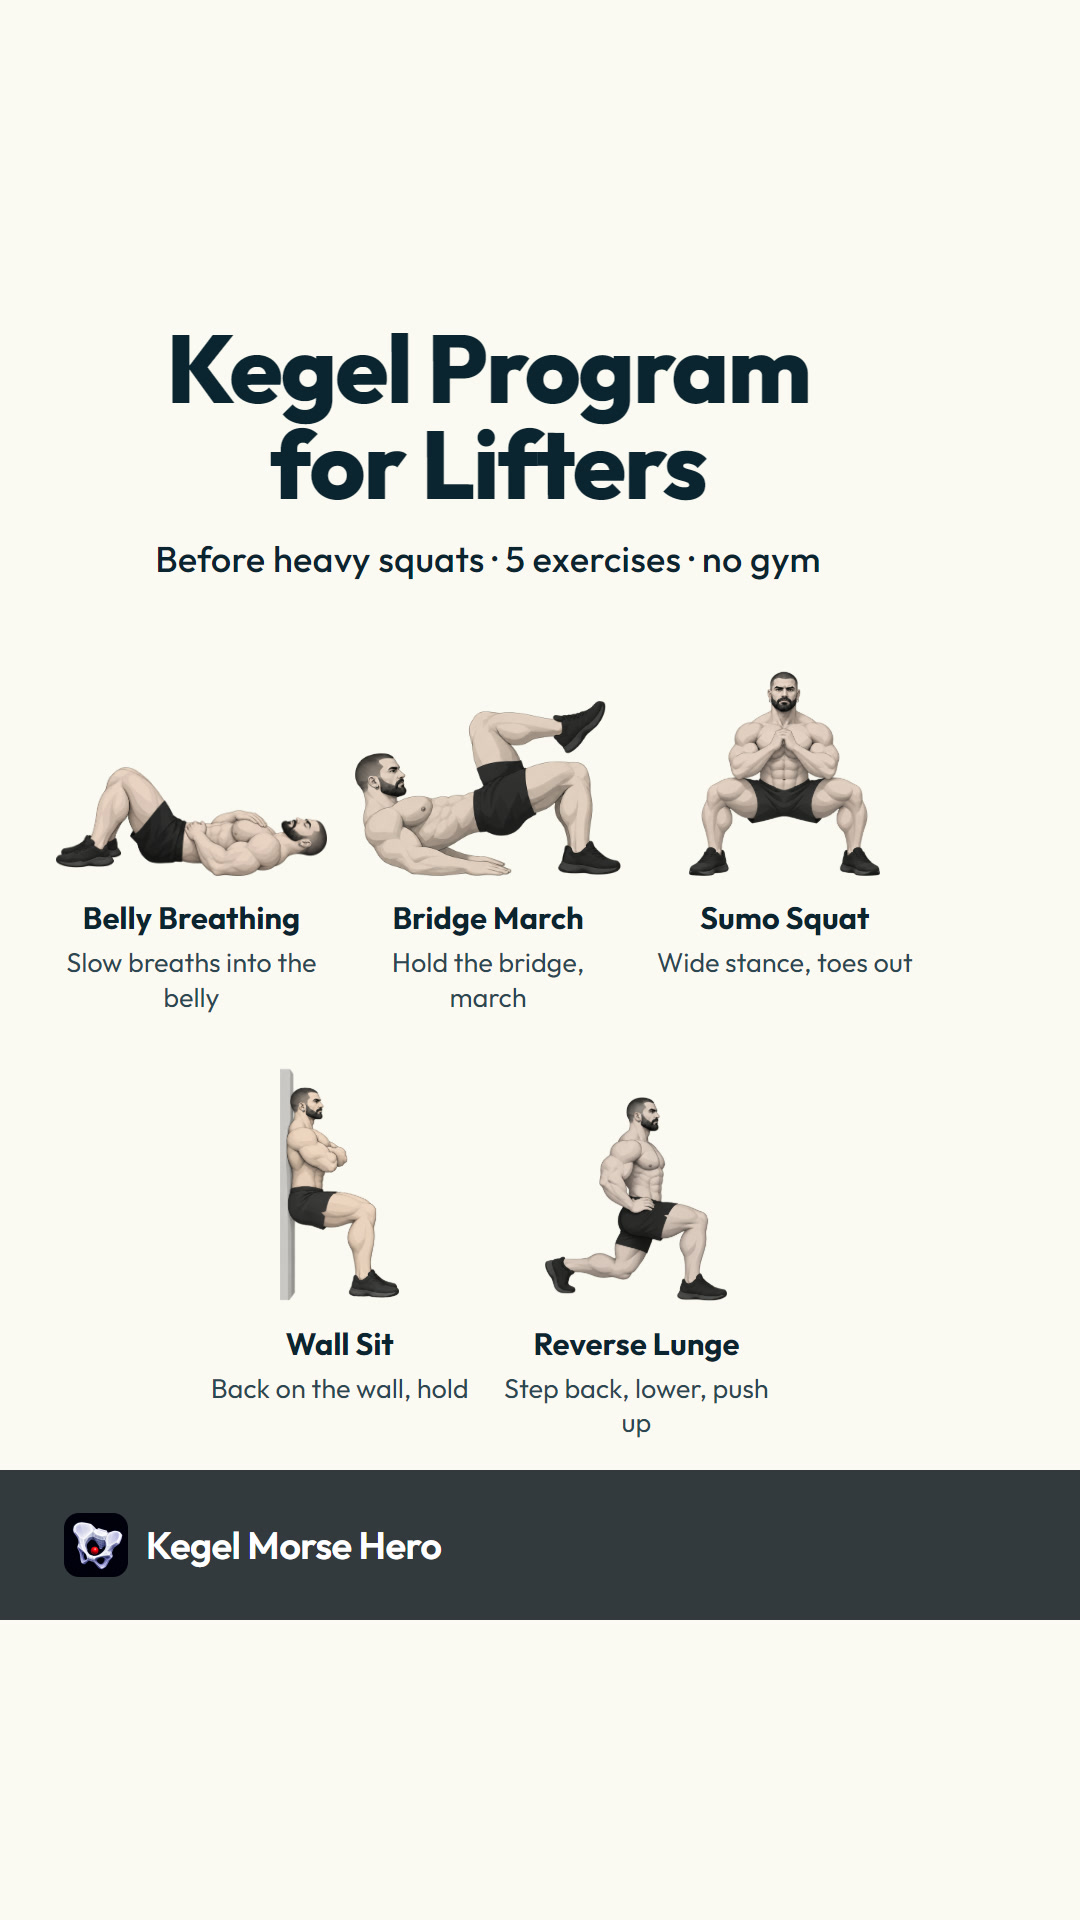 Kegel Program
for Lifters
Before heavy squats · 5 exercises · no gym
Belly Breathing
Slow breaths into the
belly
Bridge March
Hold the bridge,
march
Sumo Squat
Wide stance, toes out
Wall Sit
Back on the wall, hold
Reverse Lunge
Step back, lower, push
up
Kegel Morse Hero